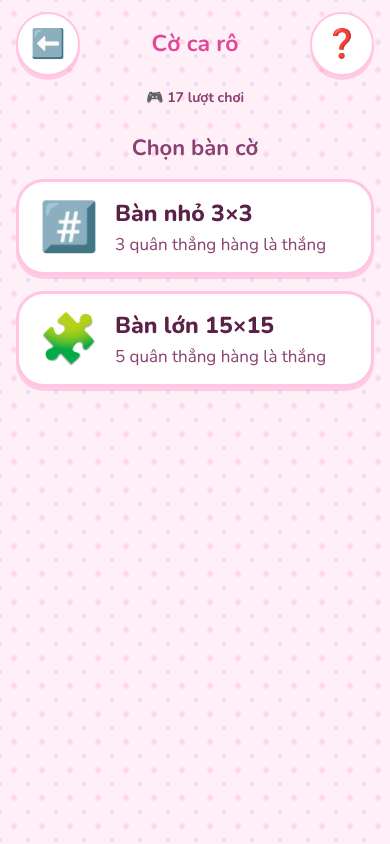 Cờ ca rô
17 lượt chơi
Chọn bàn cờ
Bàn nhỏ 3×3
3 quân thẳng hàng là thắng
Bàn lớn 15×15
5 quân thẳng hàng là thắng